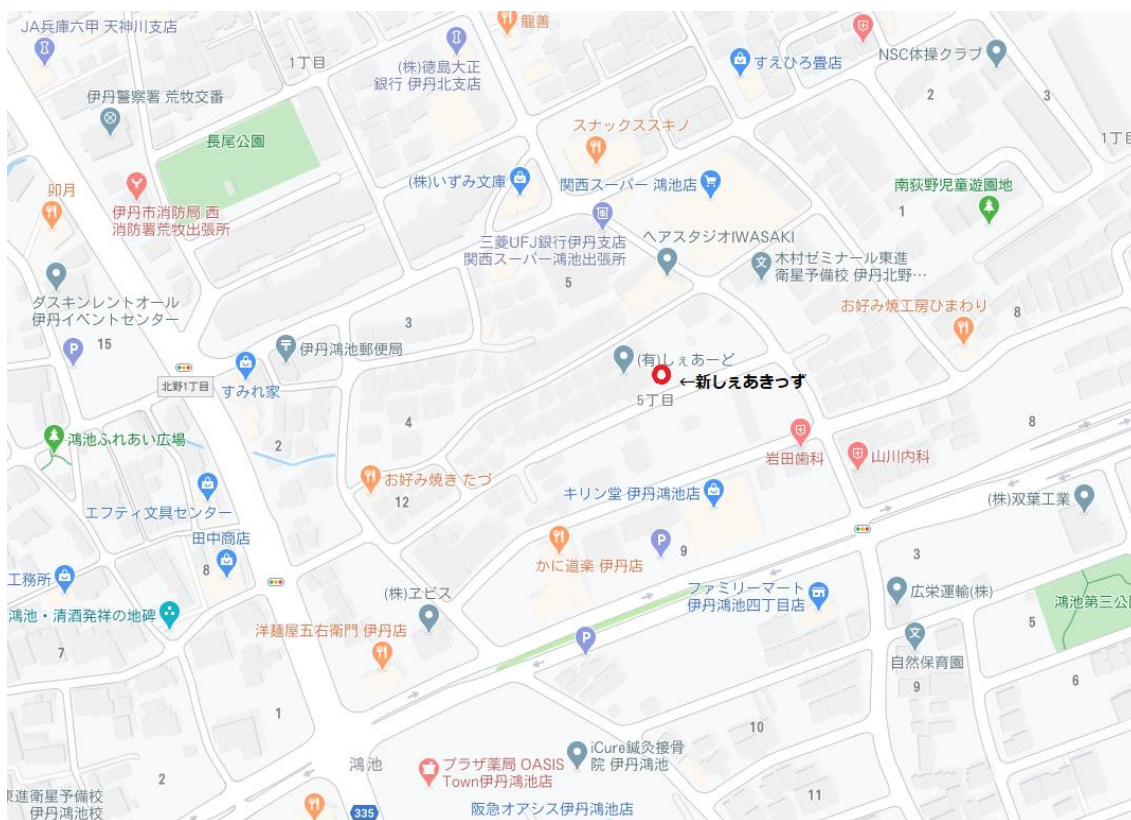 JA兵庫六甲 天神川支店
龍善
1丁目
(株)徳島大正
銀行 伊丹北支店
すえひろ畳店
NSC体操クラブ
2
3
1丁目
伊丹警察署 荒牧交番
長尾公園
スナックススキノ
卯月
伊丹市消防局 西
消防署荒牧出張所
(株)いずみ文庫
関西スーパー 鴻池店
南荻野児童遊園地
1
三菱UFJ銀行伊丹支店
関西スーパー鴻池出張所
ヘアスタジオIWASAKI
木村ゼミナール東進
衛星予備校 伊丹北野…
5
ダスキンレントオール
伊丹イベントセンター
お好み焼工房ひまわり
8
3
15
伊丹鴻池郵便局
(有)しぇあーど
←新しぇあきっず
北野1丁目
すみれ家
5丁目
4
8
鴻池ふれあい広場
2
岩田歯科
山川内科
お好み焼き たづ
12
キリン堂 伊丹鴻池店
(株)双葉工業
エフティ文具センター
田中商店
8
かに道楽 伊丹店
9
3
工務所
(株)ヱビス
ファミリーマート
伊丹鴻池四丁目店
広栄運輸(株)
鴻池第三公
鴻池・清酒発祥の地碑
5
洋麺屋五右衛門 伊丹店
7
自然保育園
9
6
1
10
鴻池
iCure鍼灸接骨
院 伊丹鴻池
プラザ薬局 OASIS
Town伊丹鴻池店
2
11
東進衛星予備校
伊丹鴻池校
335
阪急オアシス伊丹鴻池店